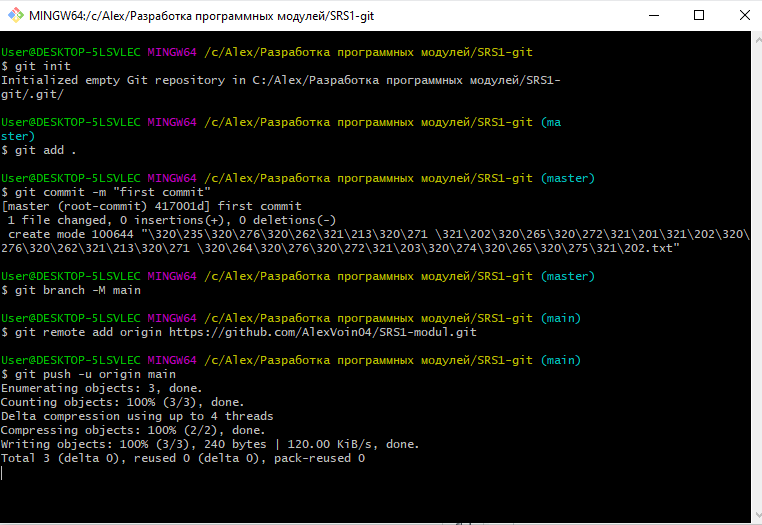 MINGW64:/c/Alex/Разработка программных модулей/SRS1-git
User@DESKTOP-5LSVLEC MINGW64 /c/Alex/Разработка программных модулей/SRS1-git
$ git init
Initialized empty Git repository in C:/Alex/Разработка программных модулей/SRS1-
git/.git/
User@DESKTOP-5LSVLEC MINGW64 /c/Alex/Разработка программных модулей/SRS1-git (ma
ster)
$ git add .
User@DESKTOP-5LSVLEC MINGW64 /c/Alex/Разработка программных модулей/SRS1-git (master)
$ git commit -m "first commit"
[master (root-commit) 417001d] first commit
 1 file changed, 0 insertions(+), 0 deletions(-)
 create mode 100644 "\320\235\320\276\320\262\321\213\320\271 \321\202\320\265\320\272\321\201\321\202\320\
276\320\262\321\213\320\271 \320\264\320\276\320\272\321\203\320\274\320\265\320\275\321\202.txt"
User@DESKTOP-5LSVLEC MINGW64 /c/Alex/Разработка программных модулей/SRS1-git (master)
$ git branch -M main
User@DESKTOP-5LSVLEC MINGW64 /c/Alex/Разработка программных модулей/SRS1-git (main)
$ git remote add origin https://github.com/AlexVoin04/SRS1-modul.git
User@DESKTOP-5LSVLEC MINGW64 /c/Alex/Разработка программных модулей/SRS1-git (main)
$ git push -u origin main
Enumerating objects: 3, done.
Counting objects: 100% (3/3), done.
Delta compression using up to 4 threads
Compressing objects: 100% (2/2), done.
Writing objects: 100% (3/3), 240 bytes | 120.00 KiB/s, done.
Total 3 (delta 0), reused 0 (delta 0), pack-reused 0